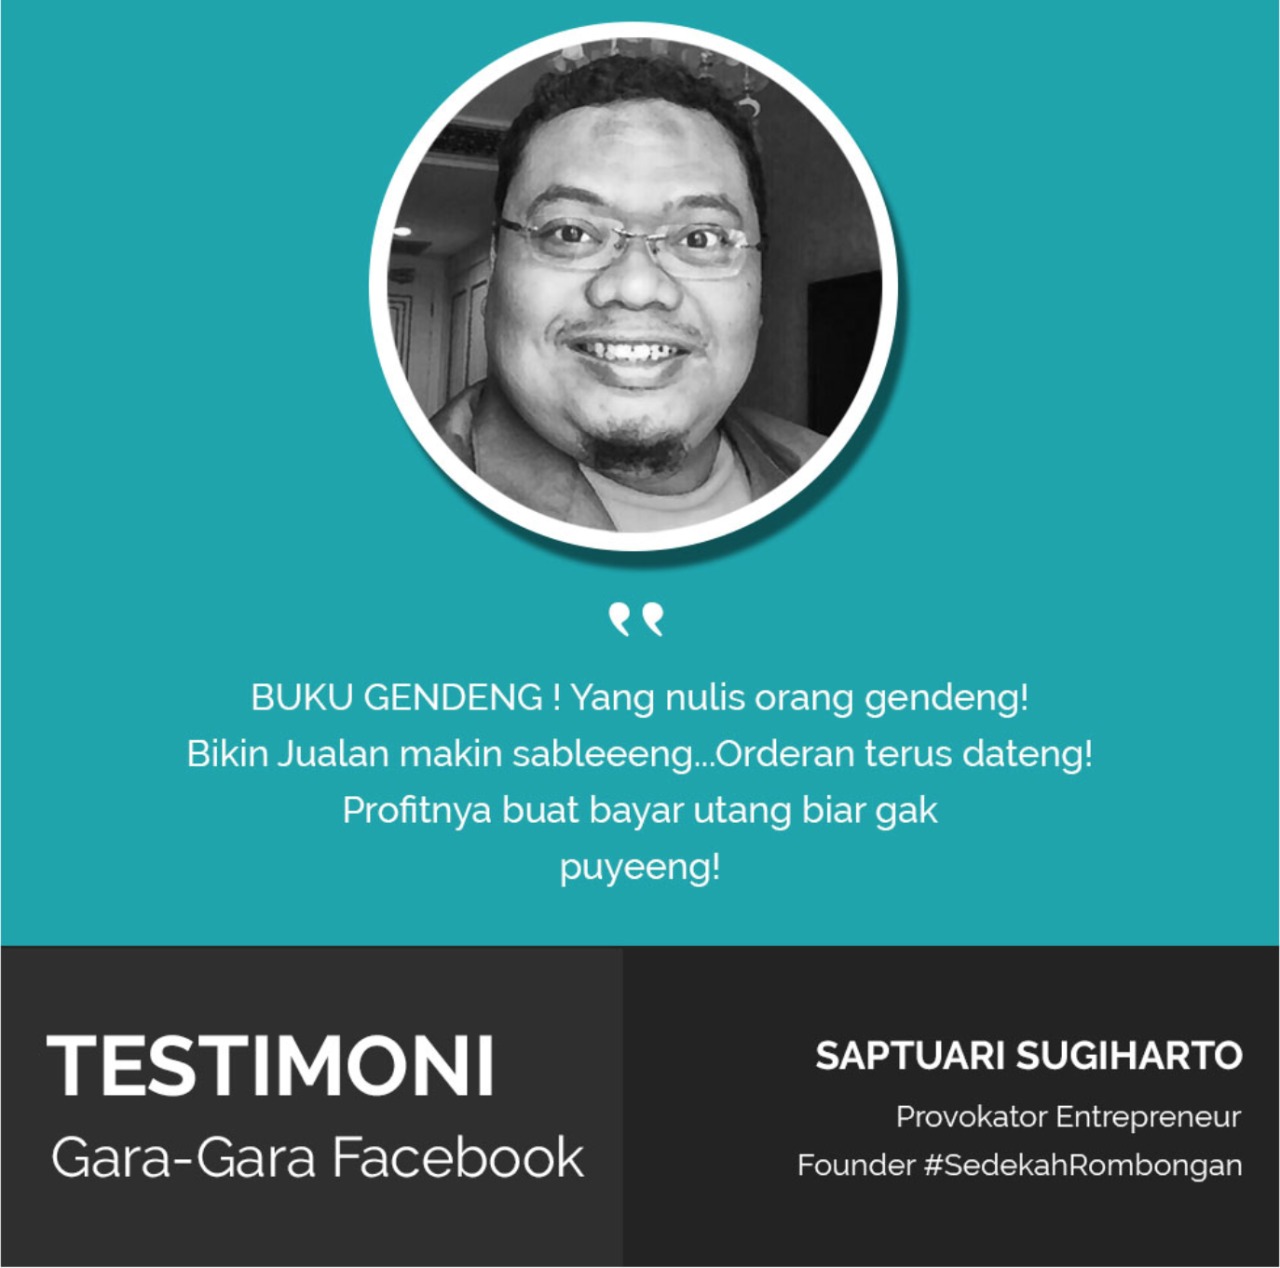 BUKU GENDENG ! Yang nulis orang gendeng!
Bikin Jualan makin sableeeng...Orderan terus dateng!
Profitnya buat bayar utang biar gak
puyeeng!
TESTIMONI
Gara-Gara Facebook
SAPTUARI SUGIHARTO
Provokator Entrepreneur
Founder #SedekahRombongan